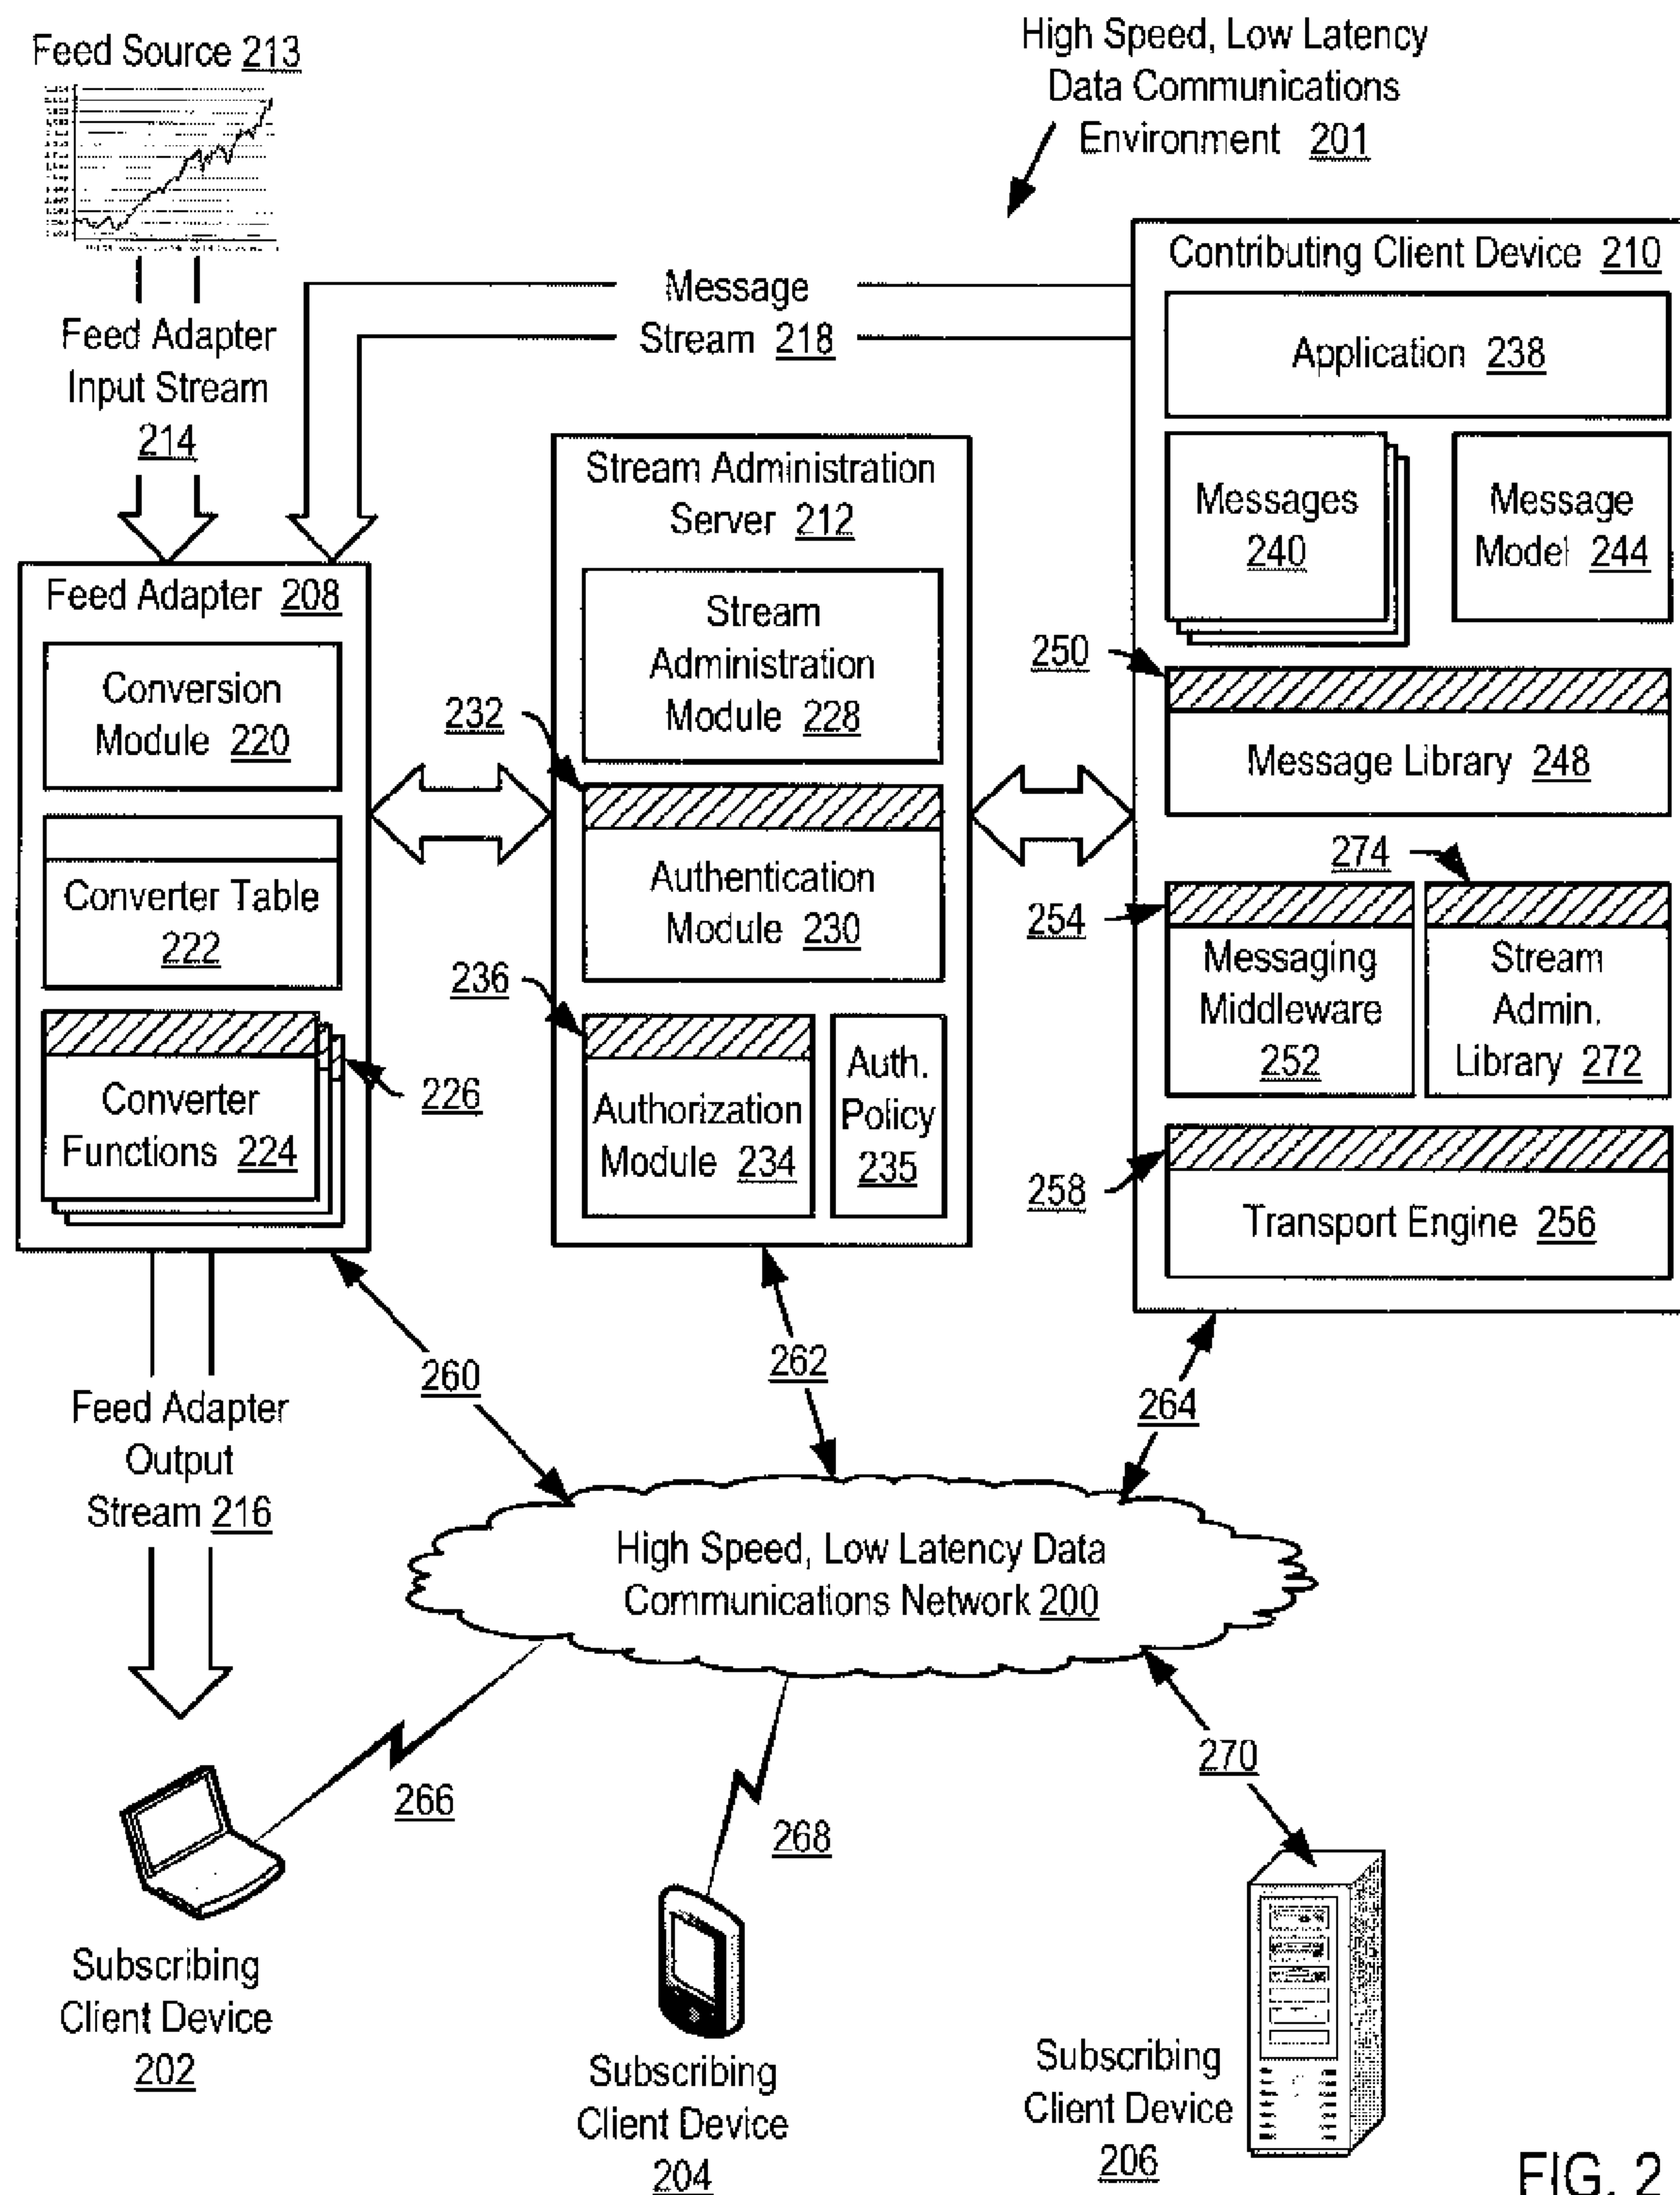 Feed Source 213
High Speed, Low Latency
Data Communications
Environment 201
Feed Adapter
Input Stream
214
Message
Stream 218
Contributing Client Device 210
Application 238
Messages
240
Message
Model 244
250
Message Library 248
274
254
Messaging
Middleware
252
Stream
Admin.
Library 272
258
Transport Engine 256
Stream Administration
Server 212
Stream
Administration
Module 228
232
Authentication
Module 230
236
Authorization
Module 234
Auth.
Policy
235
Feed Adapter 208
Conversion
Module 220
Converter Table
222
Converter
Functions 224
226
260
262
264
Feed Adapter
Output
Stream 216
High Speed, Low Latency Data
Communications Network 200
266
268
270
Subscribing
Client Device
202
Subscribing
Client Device
204
Subscribing
Client Device
206
FIG. 2